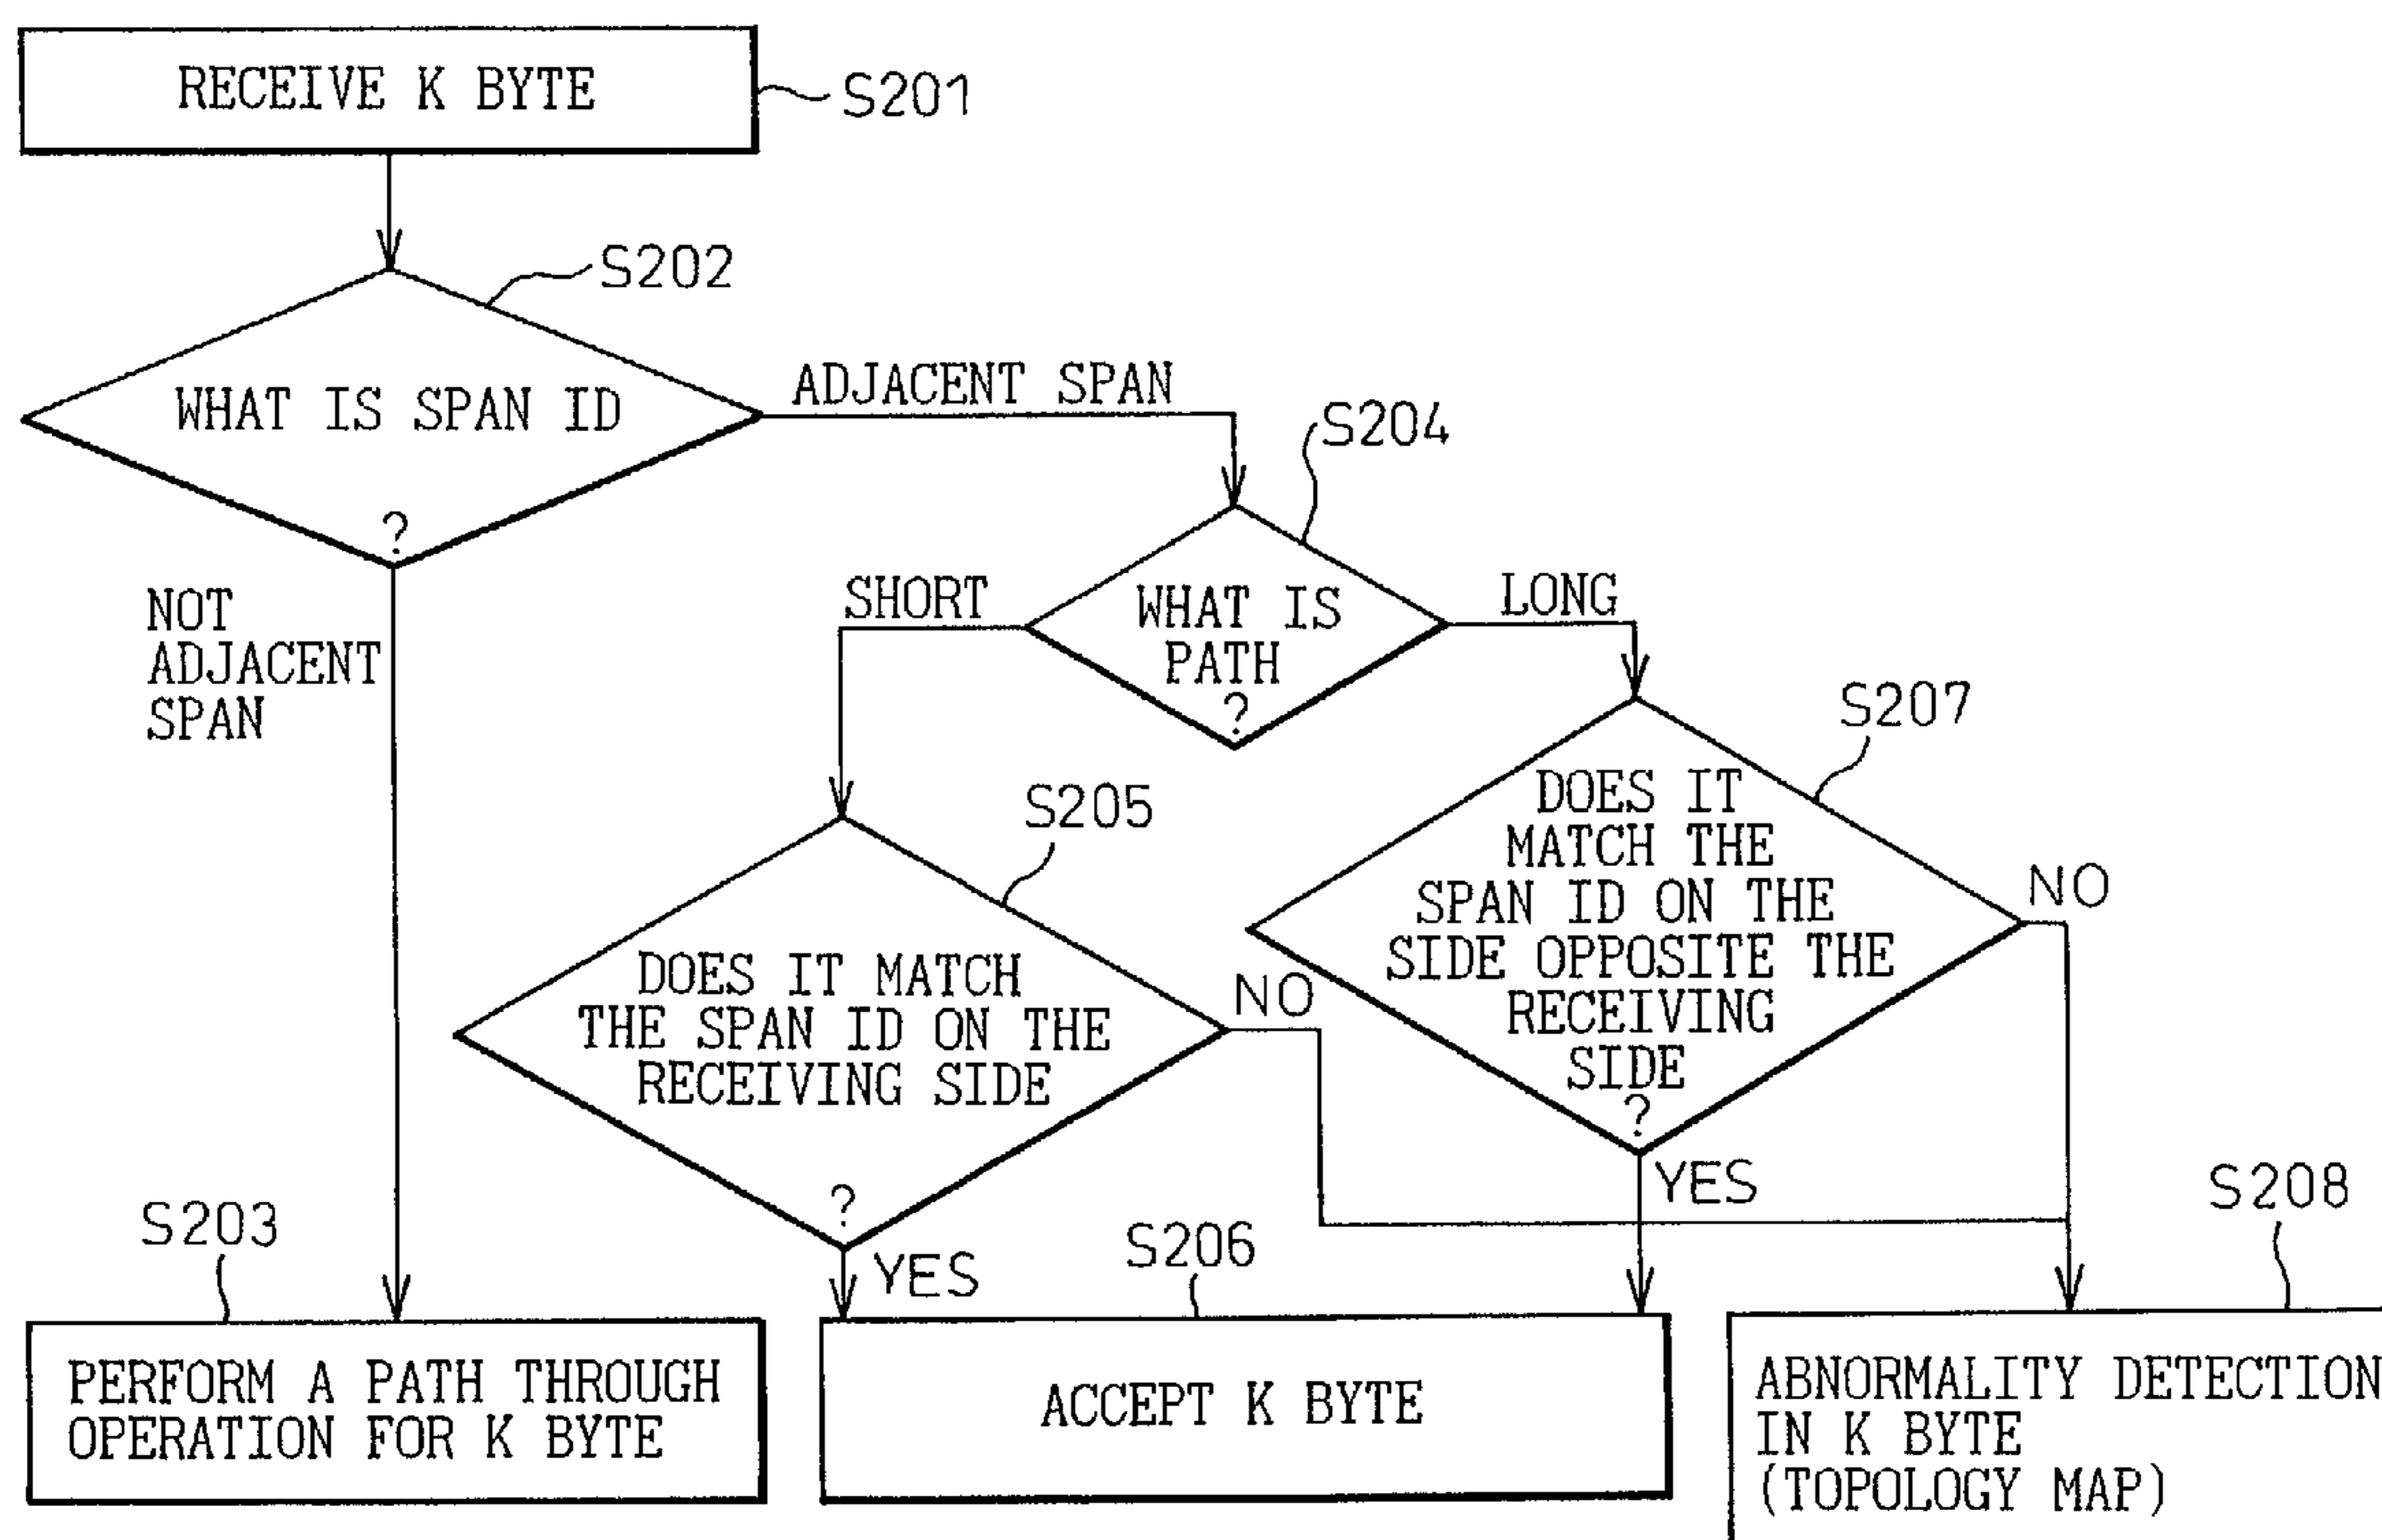 RECEIVE K BYTE
S201
S202
WHAT IS SPAN ID
?
ADJACENT SPAN
NOT
ADJACENT
SPAN
S204
WHAT IS
PATH
?
SHORT
LONG
S207
DOES IT
MATCH THE
SPAN ID ON THE
SIDE OPPOSITE THE
RECEIVING
SIDE
?
NO
YES
S205
DOES IT MATCH
THE SPAN ID ON THE
RECEIVING SIDE
?
NO
YES
S203
PERFORM A PATH THROUGH
OPERATION FOR K BYTE
S206
ACCEPT K BYTE
S208
ABNORMALITY DETECTION
IN K BYTE
(TOPOLOGY MAP)